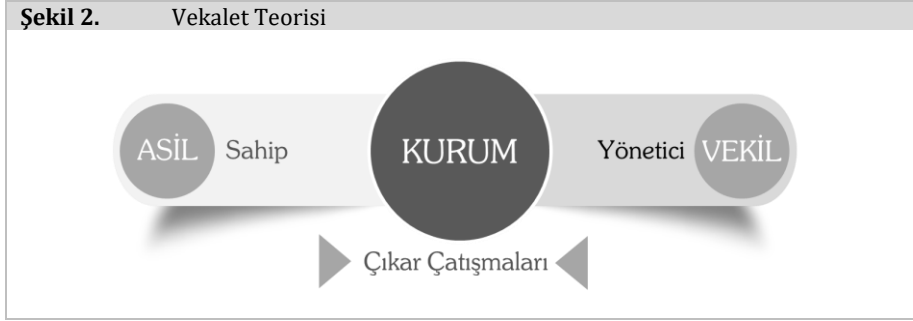 Şekil 2. Vekalet Teorisi
ASİL Sahip KURUM Yönetici VEKİL
Çıkar Çatışmaları